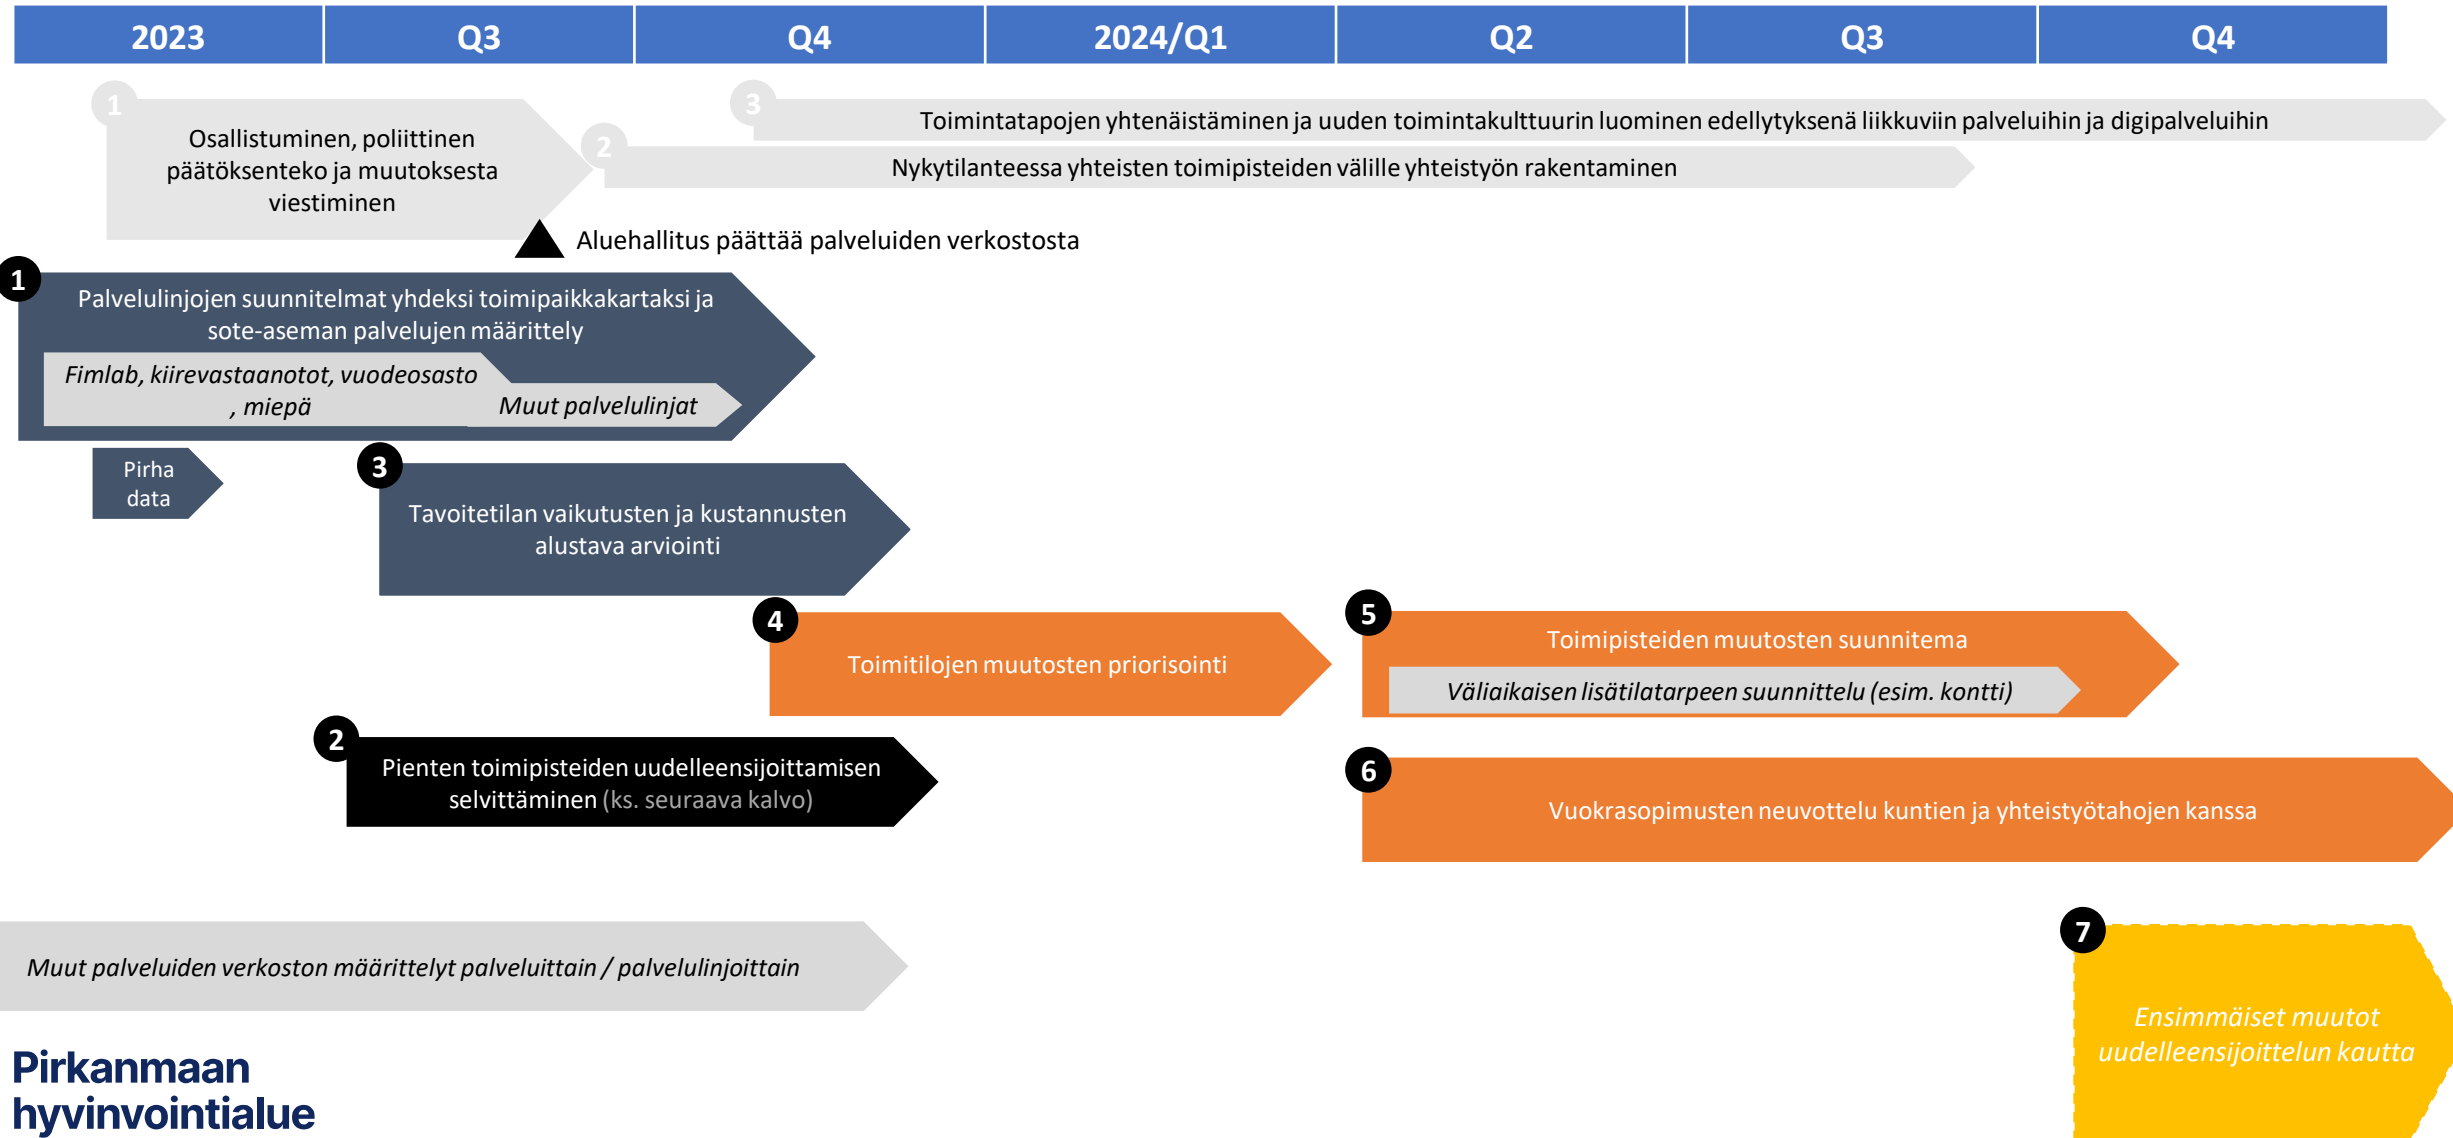 2023
Q3
Q4
2024/Q1
Q2
Q3
Q4
1
Osallistuminen, poliittinen
päätöksenteko ja muutoksesta
viestiminen
3
Toimintatapojen yhtenäistäminen ja uuden toimintakulttuurin luominen edellytyksenä liikkuviin palveluihin ja digipalveluihin
2
Nykytilanteessa yhteisten toimipisteiden välille yhteistyön rakentaminen
Aluehallitus päättää palveluiden verkostosta
1
Palvelulinjojen suunnitelmat yhdeksi toimipaikkakartaksi ja
sote-aseman palvelujen määrittely
Fimlab, kiirevastaanotot, vuodeosasto
, miepä
Muut palvelulinjat
Pirha
data
3
Tavoitetilan vaikutusten ja kustannusten
alustava arviointi
4
Toimitilojen muutosten priorisointi
5
Toimipisteiden muutosten suunnitema
Väliaikaisen lisätilatarpeen suunnittelu (esim. kontti)
2
Pienten toimipisteiden uudelleensijoittamisen
selvittäminen (ks. seuraava kalvo)
6
Vuokrasopimusten neuvottelu kuntien ja yhteistyötahojen kanssa
Muut palveluiden verkoston määrittelyt palveluittain / palvelulinjoittain
7
Ensimmäiset muutot
uudelleensijoittelun kautta
Pirkanmaan
hyvinvointialue